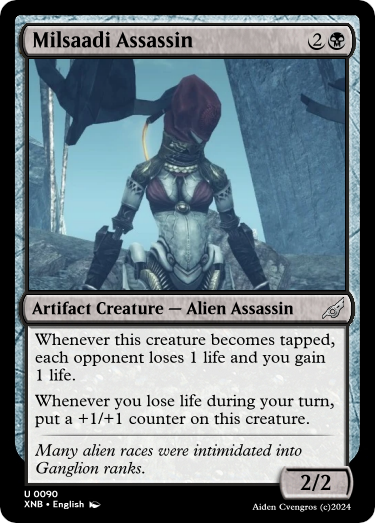 Milsaadi Assassin 2
Artifact Creature — Alien Assassin
Whenever this creature becomes tapped,
each opponent loses 1 life and you gain
1 life.
Whenever you lose life during your turn,
put a +1/+1 counter on this creature.
Many alien races were intimidated into
Ganglion ranks.
2/2
U 0090
XNB • English Aiden Cvengros (c)2024